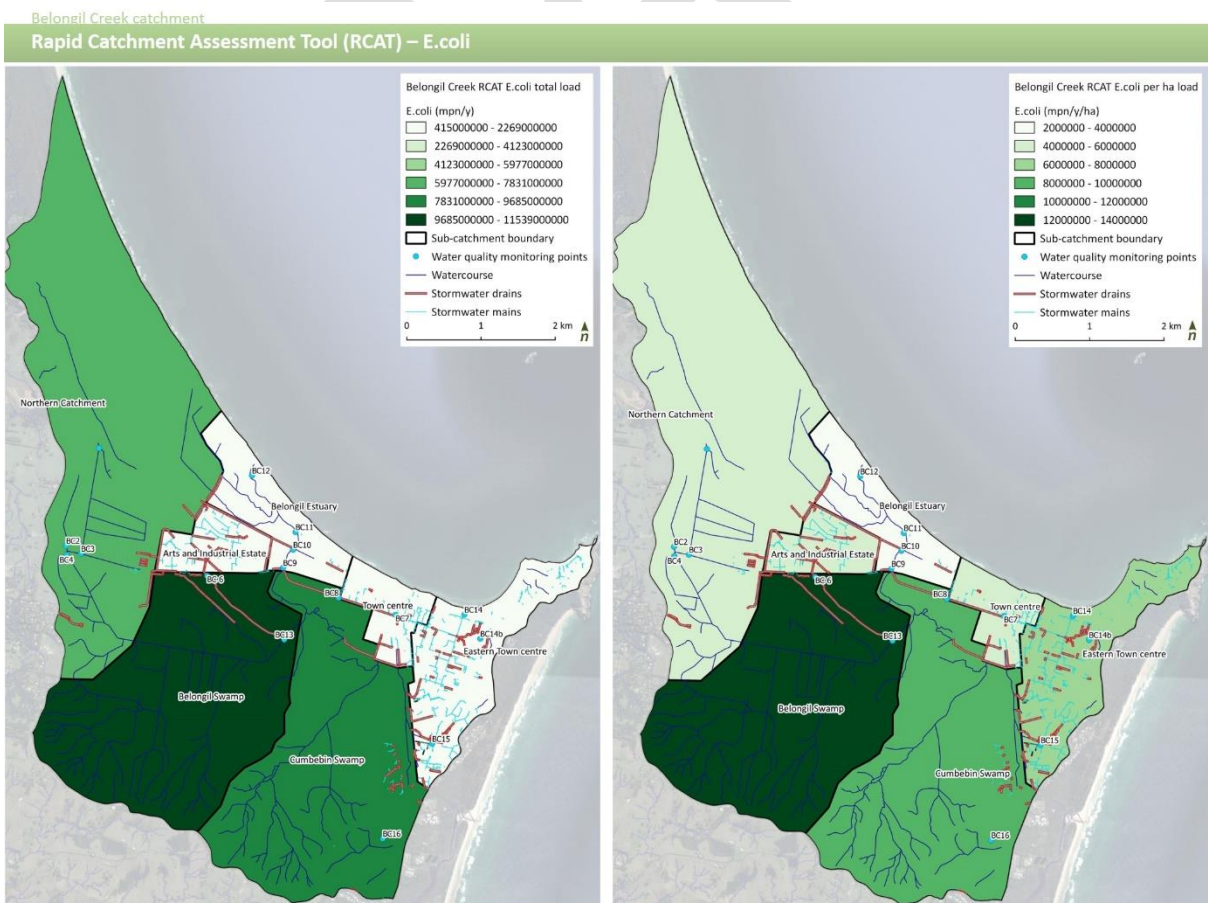 Belongil Creek catchment
Rapid Catchment Assessment Tool (RCAT) – E.coli
Belongil Creek RCAT E.coli total load
E.coli (mpn/y)
415000000 - 2269000000
2269000000 - 4123000000
4123000000 - 5977000000
5977000000 - 7831000000
7831000000 - 9685000000
9685000000 - 11539000000
Sub-catchment boundary
Water quality monitoring points
Watercourse
Stormwater drains
Stormwater mains
0 1 2 km
n
Northern Catchment
BC12
Belongil Estuary
BC11
BC2
BC3
BC10
BC4
Arts and Industrial Estate
BC9
BC6
BC8
Town centre
BC14
BC7
BC13
BC14b
Eastern Town centre
Belongil Swamp
BC15
Cumbebin Swamp
BC16
Belongil Creek RCAT E.coli per ha load
E.coli (mpn/y/ha)
2000000 - 4000000
4000000 - 6000000
6000000 - 8000000
8000000 - 10000000
10000000 - 12000000
12000000 - 14000000
Sub-catchment boundary
Water quality monitoring points
Watercourse
Stormwater drains
Stormwater mains
0 1 2 km
n
Northern Catchment
BC12
Belongil Estuary
BC11
BC2
BC3
BC10
BC4
Arts and Industrial Estate
BC9
BC6
BC8
Town centre
BC14
BC7
BC13
BC14b
Eastern Town centre
Belongil Swamp
BC15
Cumbebin Swamp
BC16